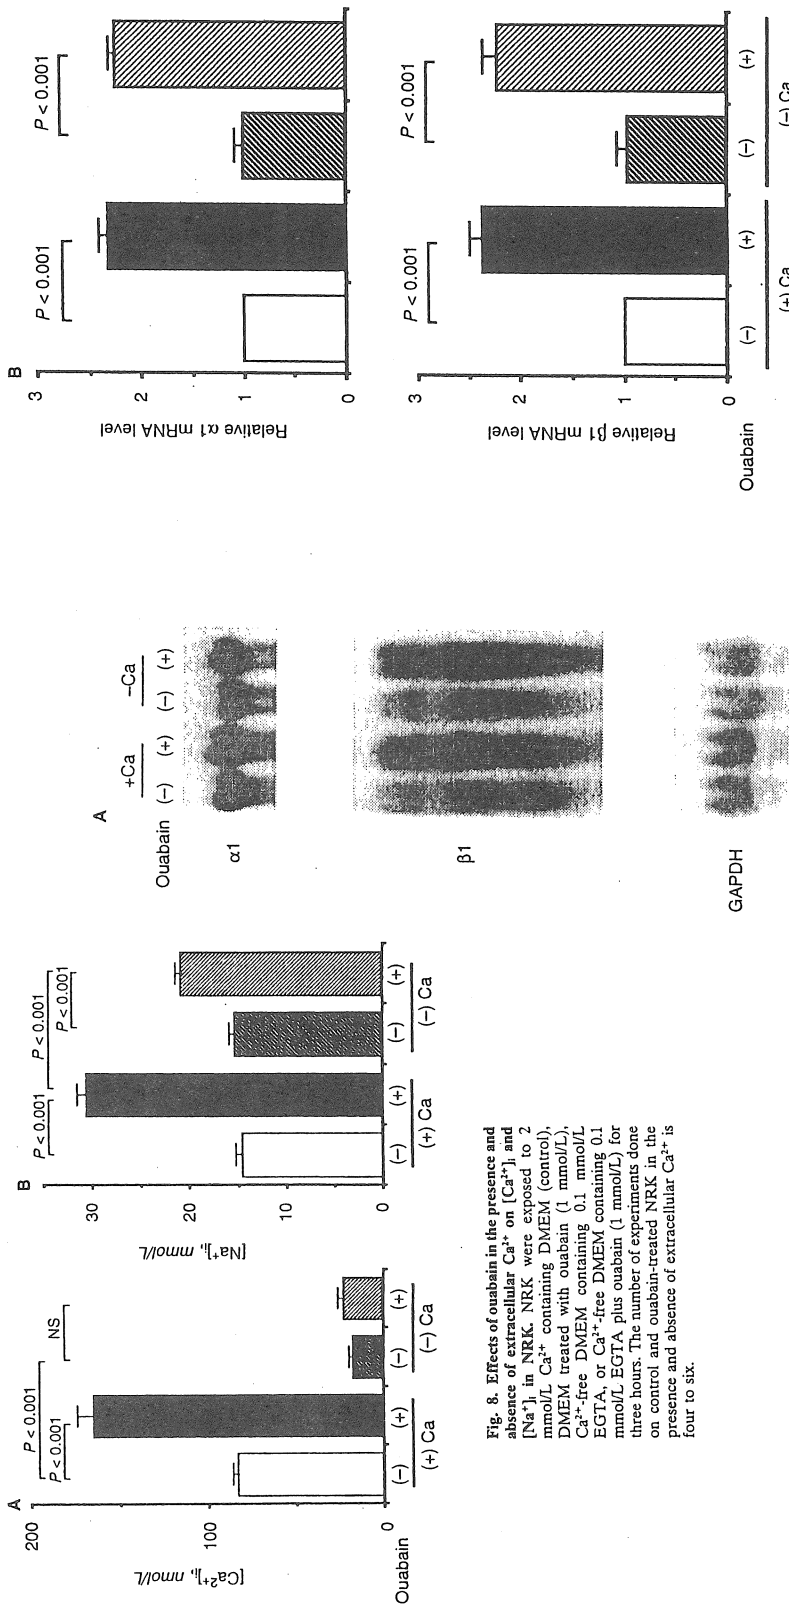 A
200
100
0
[Ca²⁺]ᵢ, nmol/L
P < 0.001
P < 0.001
NS
Ouabain
(–)
(+)
(–)
(+)
(+) Ca
(–) Ca
B
30
20
10
0
[Na⁺]ᵢ, mmol/L
P < 0.001
P < 0.001
P < 0.001
(–)
(+)
(–)
(+)
(+) Ca
(–) Ca
Fig. 8. Effects of ouabain in the presence and
absence of extracellular Ca²⁺ on [Ca²⁺]ᵢ and
[Na⁺]ᵢ in NRK. NRK were exposed to 2
mmol/L Ca²⁺ containing DMEM (control),
DMEM treated with ouabain (1 mmol/L),
Ca²⁺-free DMEM containing 0.1 mmol/L
EGTA, or Ca²⁺-free DMEM containing 0.1
mmol/L EGTA plus ouabain (1 mmol/L) for
three hours. The number of experiments done
on control and ouabain-treated NRK in the
presence and absence of extracellular Ca²⁺ is
four to six.
A
+Ca
–Ca
Ouabain
(–)
(+)
(–)
(+)
α1
β1
GAPDH
B
3
2
1
0
Relative α1 mRNA level
P < 0.001
P < 0.001
3
2
1
0
Relative β1 mRNA level
P < 0.001
P < 0.001
Ouabain
(–)
(+)
(–)
(+)
(+) Ca
(–) Ca